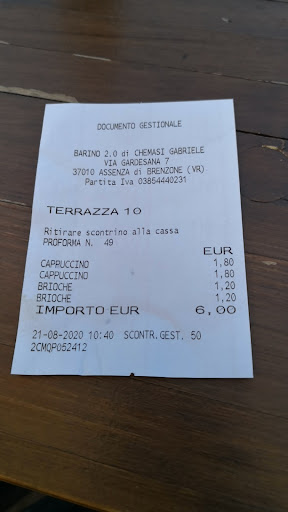 DOCUMENTO GESTIONALE
BARINO 2.0 di CHEMASI GABRIELE
VIA GARDESANA 7
37010 ASSENZA di BRENZONE (VR)
Partita Iva 03854440231
TERRAZZA 10
Ritirare scontrino alla cassa
PROFORMA N. 49
EUR
CAPPUCCINO 1,80
CAPPUCCINO 1,80
BRIOCHE 1,20
BRIOCHE 1,20
IMPORTO EUR 6,00
21-08-2020 10:40 SCONTR.GEST. 50
2CMQP052412